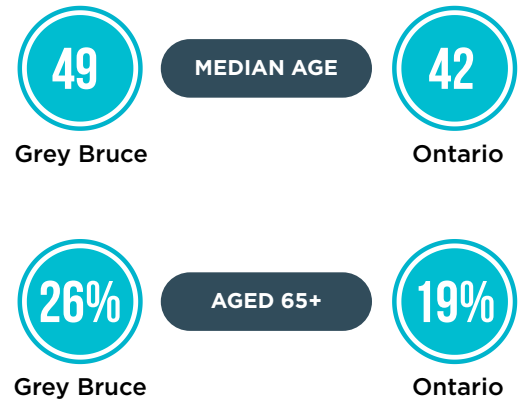 49 MEDIAN AGE 42
Grey Bruce Ontario
26% AGED 65+ 19%
Grey Bruce Ontario